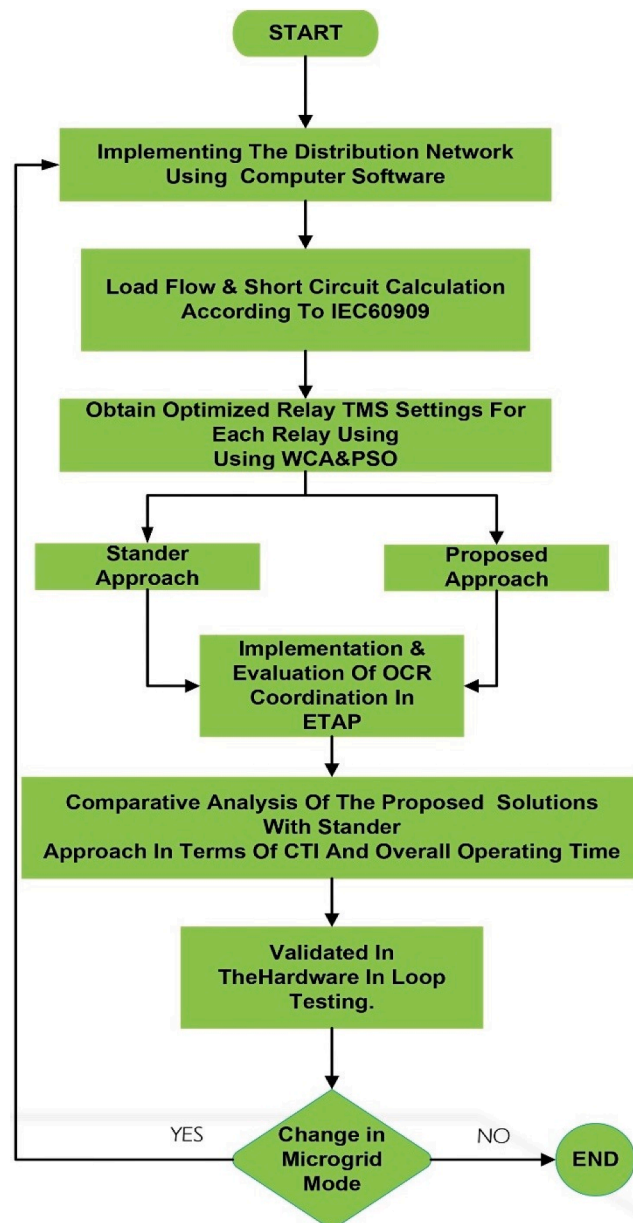 START
Implementing The Distribution Network
Using Computer Software
Load Flow & Short Circuit Calculation
According To IEC60909
Obtain Optimized Relay TMS Settings For
Each Relay Using
Using WCA&PSO
Stander
Approach
Proposed
Approach
Implementation &
Evaluation Of OCR
Coordination In
ETAP
Comparative Analysis Of The Proposed Solutions
With Stander
Approach In Terms Of CTI And Overall Operating Time
Validated In
TheHardware In Loop
Testing.
YES
Change in
Microgrid
Mode
NO
END